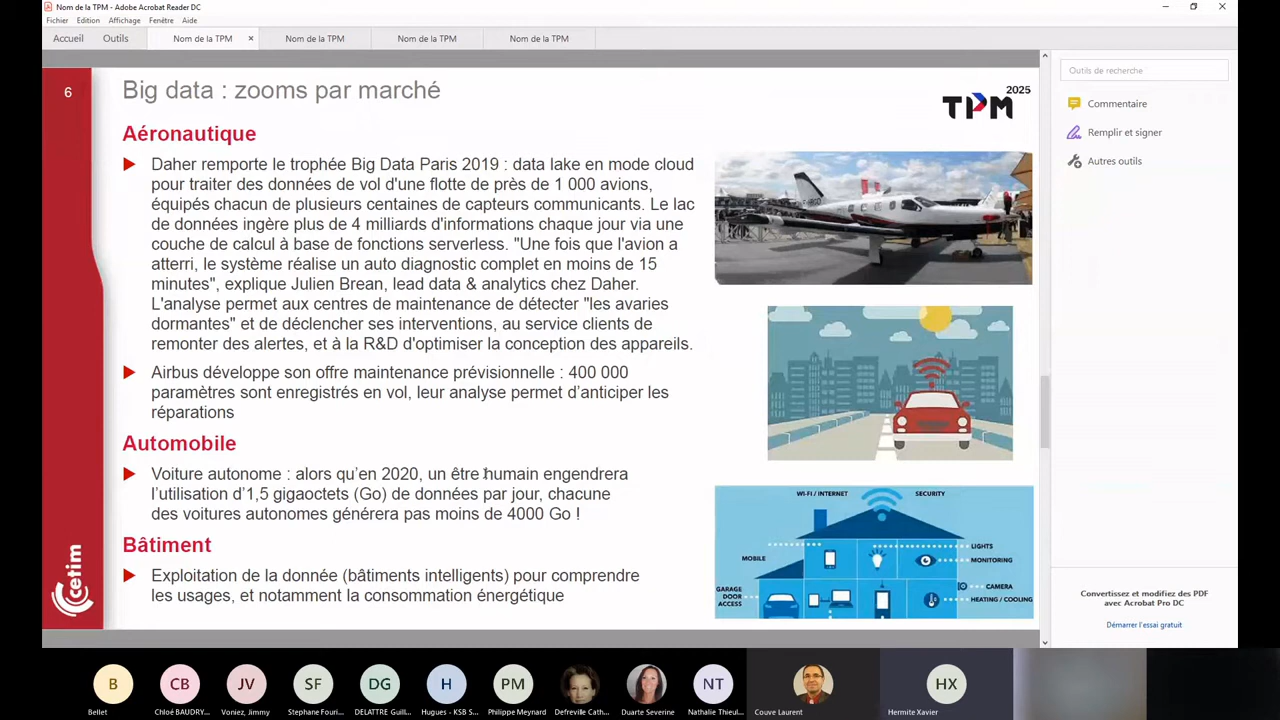 Nom de la TPM - Adobe Acrobat Reader DC
Fichier Edition Affichage Fenêtre Aide
Accueil Outils Nom de la TPM × Nom de la TPM Nom de la TPM Nom de la TPM
6
Big data : zooms par marché
TPM 2025
Aéronautique
Daher remporte le trophée Big Data Paris 2019 : data lake en mode cloud
pour traiter des données de vol d'une flotte de près de 1 000 avions,
équipés chacun de plusieurs centaines de capteurs communicants. Le lac
de données ingère plus de 4 milliards d'informations chaque jour via une
couche de calcul à base de fonctions serverless. "Une fois que l'avion a
atterri, le système réalise un auto diagnostic complet en moins de 15
minutes", explique Julien Brean, lead data & analytics chez Daher.
L'analyse permet aux centres de maintenance de détecter "les avaries
dormantes" et de déclencher ses interventions, au service clients de
remonter des alertes, et à la R&D d'optimiser la conception des appareils.
Airbus développe son offre maintenance prévisionnelle : 400 000
paramètres sont enregistrés en vol, leur analyse permet d'anticiper les
réparations
Automobile
Voiture autonome : alors qu'en 2020, un être humain engendrera
l'utilisation d'1,5 gigaoctets (Go) de données par jour, chacune
des voitures autonomes générera pas moins de 4000 Go !
Bâtiment
Exploitation de la donnée (bâtiments intelligents) pour comprendre
les usages, et notamment la consommation énergétique
cetim
WI-FI / INTERNET
SECURITY
MOBILE
LIGHTS
MONITORING
GARAGE
DOOR
ACCESS
CAMERA
HEATING / COOLING
Outils de recherche
Commentaire
Remplir et signer
Autres outils
Convertissez et modifiez des PDF
avec Acrobat Pro DC
Démarrer l'essai gratuit
B CB JV SF DG H PM NT HX
Bellet Chloé BAUDRY... Voniez, Jimmy Stephane Fouri... DELATTRE Guill... Hugues - KSB S... Philippe Meynard Defreville Cath... Duarte Severine Nathalie Thieul... Couve Laurent Hermite Xavier